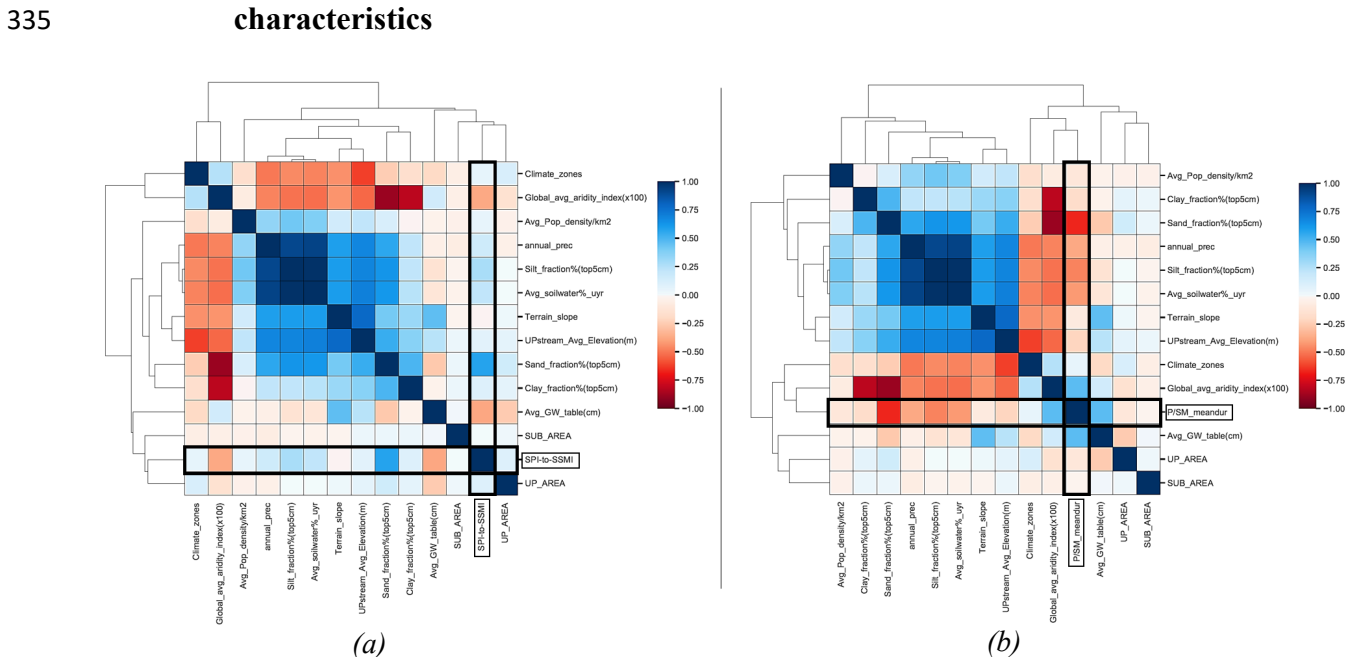 335 characteristics
Climate_zones
Global_avg_aridity_index(x100)
Avg_Pop_density/km2
annual_prec
Silt_fraction%(top5cm)
Avg_soilwater%_uyr
Terrain_slope
UPstream_Avg_Elevation(m)
Sand_fraction%(top5cm)
Clay_fraction%(top5cm)
Avg_GW_table(cm)
SUB_AREA
SPI-to-SSMI
UP_AREA
1.00
0.75
0.50
0.25
0.00
−0.25
−0.50
−0.75
−1.00
Climate_zones
Global_avg_aridity_index(x100)
Avg_Pop_density/km2
annual_prec
Silt_fraction%(top5cm)
Avg_soilwater%_uyr
Terrain_slope
UPstream_Avg_Elevation(m)
Sand_fraction%(top5cm)
Clay_fraction%(top5cm)
Avg_GW_table(cm)
SUB_AREA
SPI-to-SSMI
UP_AREA
(a)
Avg_Pop_density/km2
Clay_fraction%(top5cm)
Sand_fraction%(top5cm)
annual_prec
Silt_fraction%(top5cm)
Avg_soilwater%_uyr
Terrain_slope
UPstream_Avg_Elevation(m)
Climate_zones
Global_avg_aridity_index(x100)
P/SM_meandur
Avg_GW_table(cm)
UP_AREA
SUB_AREA
1.00
0.75
0.50
0.25
0.00
−0.25
−0.50
−0.75
−1.00
Avg_Pop_density/km2
Clay_fraction%(top5cm)
Sand_fraction%(top5cm)
annual_prec
Silt_fraction%(top5cm)
Avg_soilwater%_uyr
Terrain_slope
UPstream_Avg_Elevation(m)
Climate_zones
Global_avg_aridity_index(x100)
P/SM_meandur
Avg_GW_table(cm)
UP_AREA
SUB_AREA
(b)